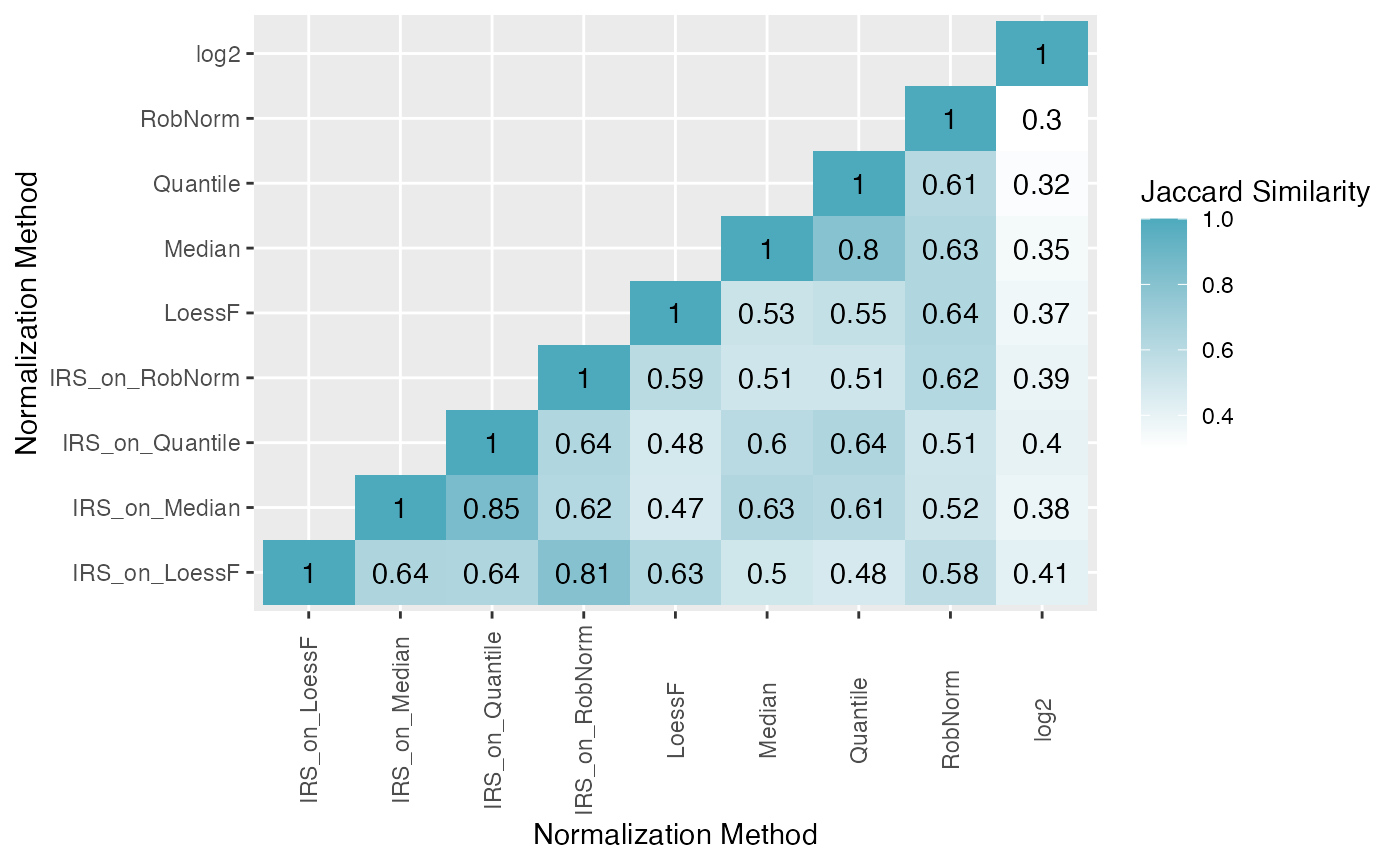 log2 1
RobNorm 1 0.3
Quantile 1 0.61 0.32
Median 1 0.8 0.63 0.35
LoessF 1 0.53 0.55 0.64 0.37
IRS_on_RobNorm 1 0.59 0.51 0.51 0.62 0.39
IRS_on_Quantile 1 0.64 0.48 0.6 0.64 0.51 0.4
IRS_on_Median 1 0.85 0.62 0.47 0.63 0.61 0.52 0.38
IRS_on_LoessF 1 0.64 0.64 0.81 0.63 0.5 0.48 0.58 0.41
Normalization Method
IRS_on_LoessF
IRS_on_Median
IRS_on_Quantile
IRS_on_RobNorm
LoessF
Median
Quantile
RobNorm
log2
Normalization Method
Jaccard Similarity
1.0
0.8
0.6
0.4